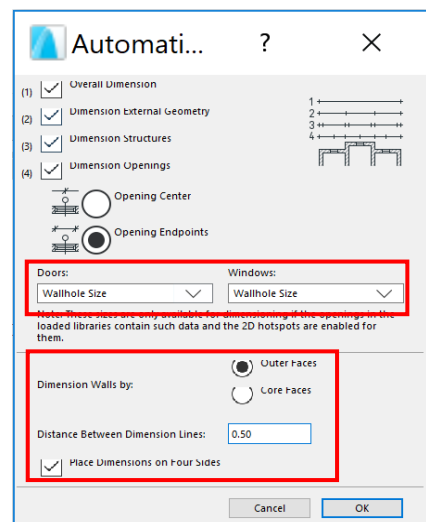 Automati... ?
(1) Overall Dimension
(2) Dimension External Geometry
(3) Dimension Structures
(4) Dimension Openings
1
2
3
4
Opening Center
Opening Endpoints
Doors: Windows:
Wallhole Size Wallhole Size
Note: These sizes are only available for dimensioning if the openings in the
loaded libraries contain such data and the 2D hotspots are enabled for
them.
Outer Faces
Dimension Walls by:
Core Faces
Distance Between Dimension Lines: 0.50
Place Dimensions on Four Sides
Cancel OK